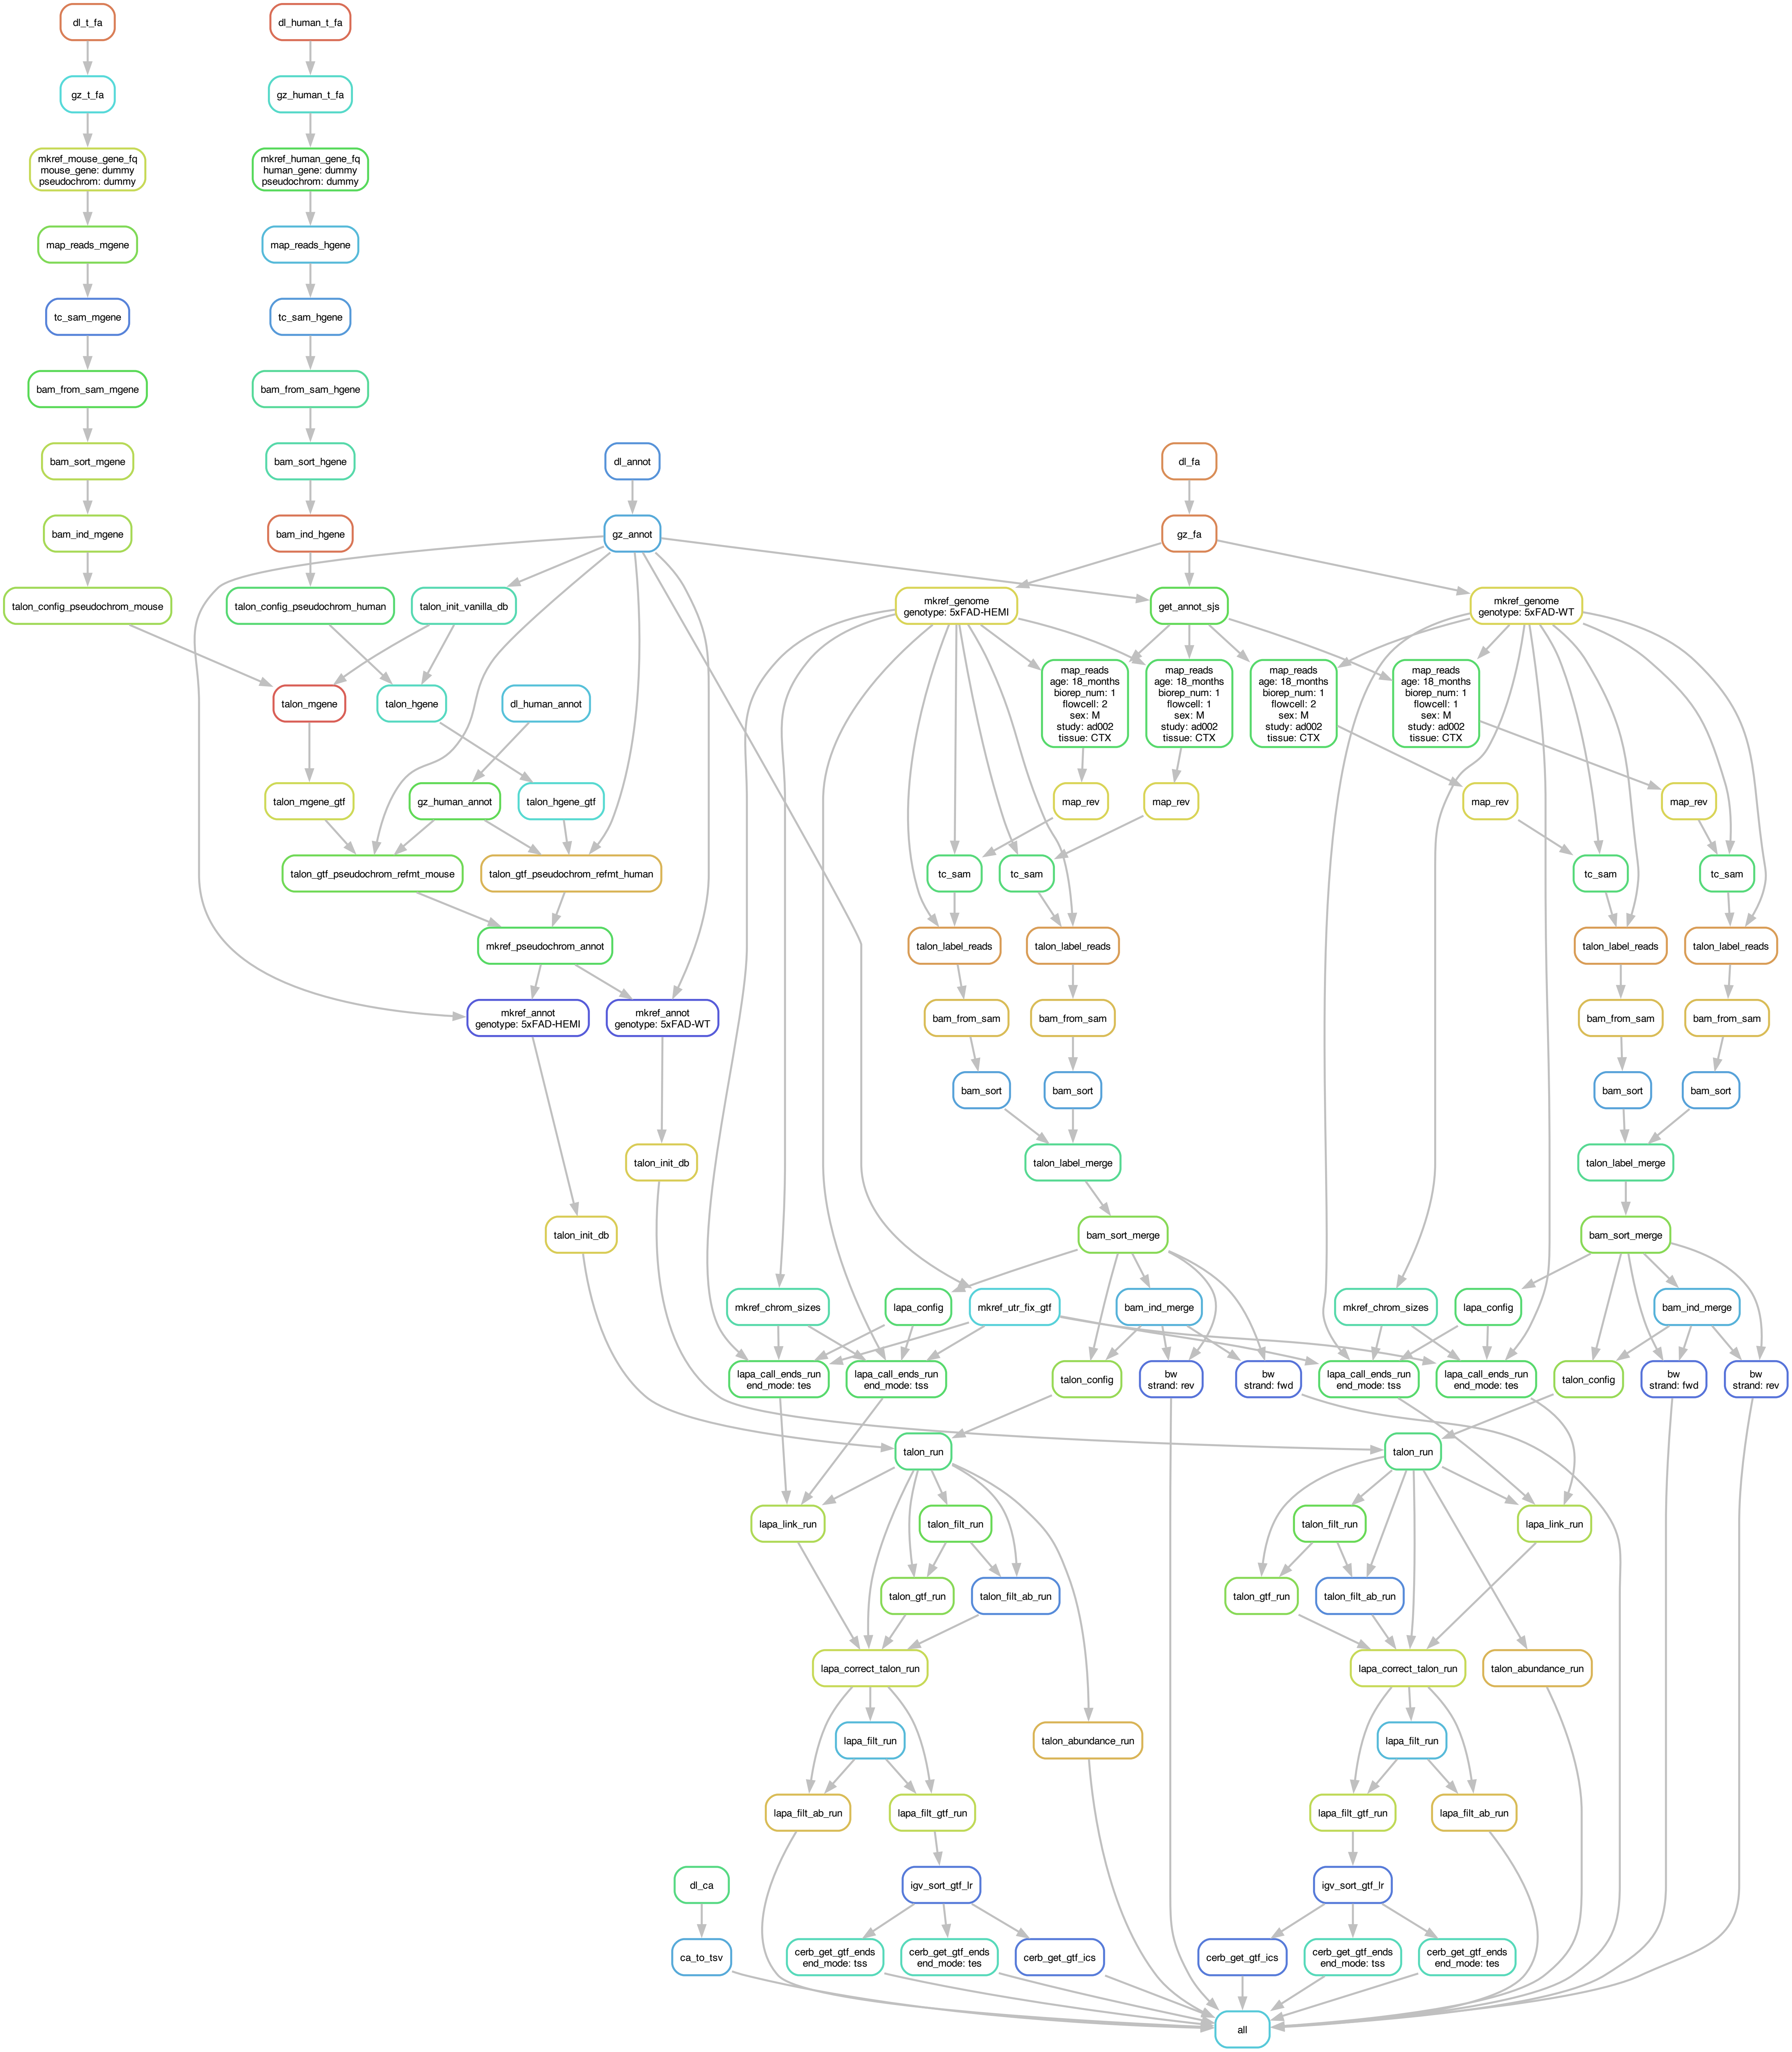 dl_t_fa
dl_human_t_fa
gz_t_fa
gz_human_t_fa
mkref_mouse_gene_fq
mouse_gene: dummy
pseudochrom: dummy
mkref_human_gene_fq
human_gene: dummy
pseudochrom: dummy
map_reads_mgene
map_reads_hgene
tc_sam_mgene
tc_sam_hgene
bam_from_sam_mgene
bam_from_sam_hgene
bam_sort_mgene
bam_sort_hgene
dl_annot
dl_fa
bam_ind_mgene
bam_ind_hgene
gz_annot
gz_fa
talon_config_pseudochrom_mouse
talon_config_pseudochrom_human
talon_init_vanilla_db
mkref_genome
genotype: 5xFAD-HEMI
get_annot_sjs
mkref_genome
genotype: 5xFAD-WT
talon_mgene
talon_hgene
dl_human_annot
map_reads
age: 18_months
biorep_num: 1
flowcell: 2
sex: M
study: ad002
tissue: CTX
map_reads
age: 18_months
biorep_num: 1
flowcell: 1
sex: M
study: ad002
tissue: CTX
map_reads
age: 18_months
biorep_num: 1
flowcell: 2
sex: M
study: ad002
tissue: CTX
map_reads
age: 18_months
biorep_num: 1
flowcell: 1
sex: M
study: ad002
tissue: CTX
talon_mgene_gtf
gz_human_annot
talon_hgene_gtf
map_rev
map_rev
map_rev
map_rev
talon_gtf_pseudochrom_refmt_mouse
talon_gtf_pseudochrom_refmt_human
tc_sam
tc_sam
tc_sam
tc_sam
mkref_pseudochrom_annot
talon_label_reads
talon_label_reads
talon_label_reads
talon_label_reads
mkref_annot
genotype: 5xFAD-HEMI
mkref_annot
genotype: 5xFAD-WT
bam_from_sam
bam_from_sam
bam_from_sam
bam_from_sam
bam_sort
bam_sort
bam_sort
bam_sort
talon_init_db
talon_label_merge
talon_label_merge
talon_init_db
bam_sort_merge
bam_sort_merge
mkref_chrom_sizes
lapa_config
mkref_utr_fix_gtf
bam_ind_merge
mkref_chrom_sizes
lapa_config
bam_ind_merge
lapa_call_ends_run
end_mode: tes
lapa_call_ends_run
end_mode: tss
talon_config
bw
strand: rev
bw
strand: fwd
lapa_call_ends_run
end_mode: tss
lapa_call_ends_run
end_mode: tes
talon_config
bw
strand: fwd
bw
strand: rev
talon_run
talon_run
lapa_link_run
talon_filt_run
talon_filt_run
lapa_link_run
talon_gtf_run
talon_filt_ab_run
talon_gtf_run
talon_filt_ab_run
lapa_correct_talon_run
lapa_correct_talon_run
talon_abundance_run
lapa_filt_run
talon_abundance_run
lapa_filt_run
lapa_filt_ab_run
lapa_filt_gtf_run
lapa_filt_gtf_run
lapa_filt_ab_run
dl_ca
igv_sort_gtf_lr
igv_sort_gtf_lr
ca_to_tsv
cerb_get_gtf_ends
end_mode: tss
cerb_get_gtf_ends
end_mode: tes
cerb_get_gtf_ics
cerb_get_gtf_ics
cerb_get_gtf_ends
end_mode: tss
cerb_get_gtf_ends
end_mode: tes
all